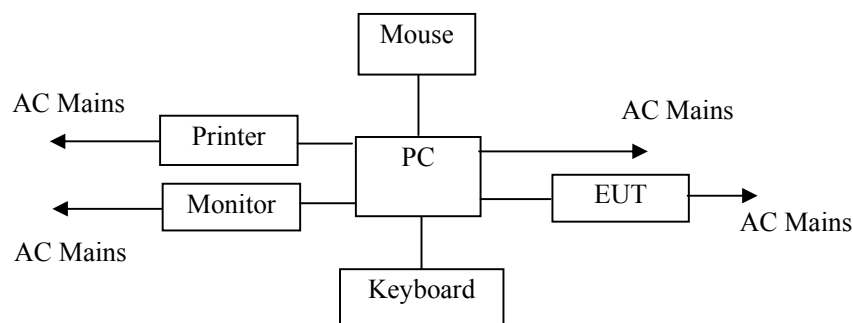 Mouse
AC Mains
AC Mains
Printer
PC
Monitor
EUT
AC Mains
AC Mains
Keyboard